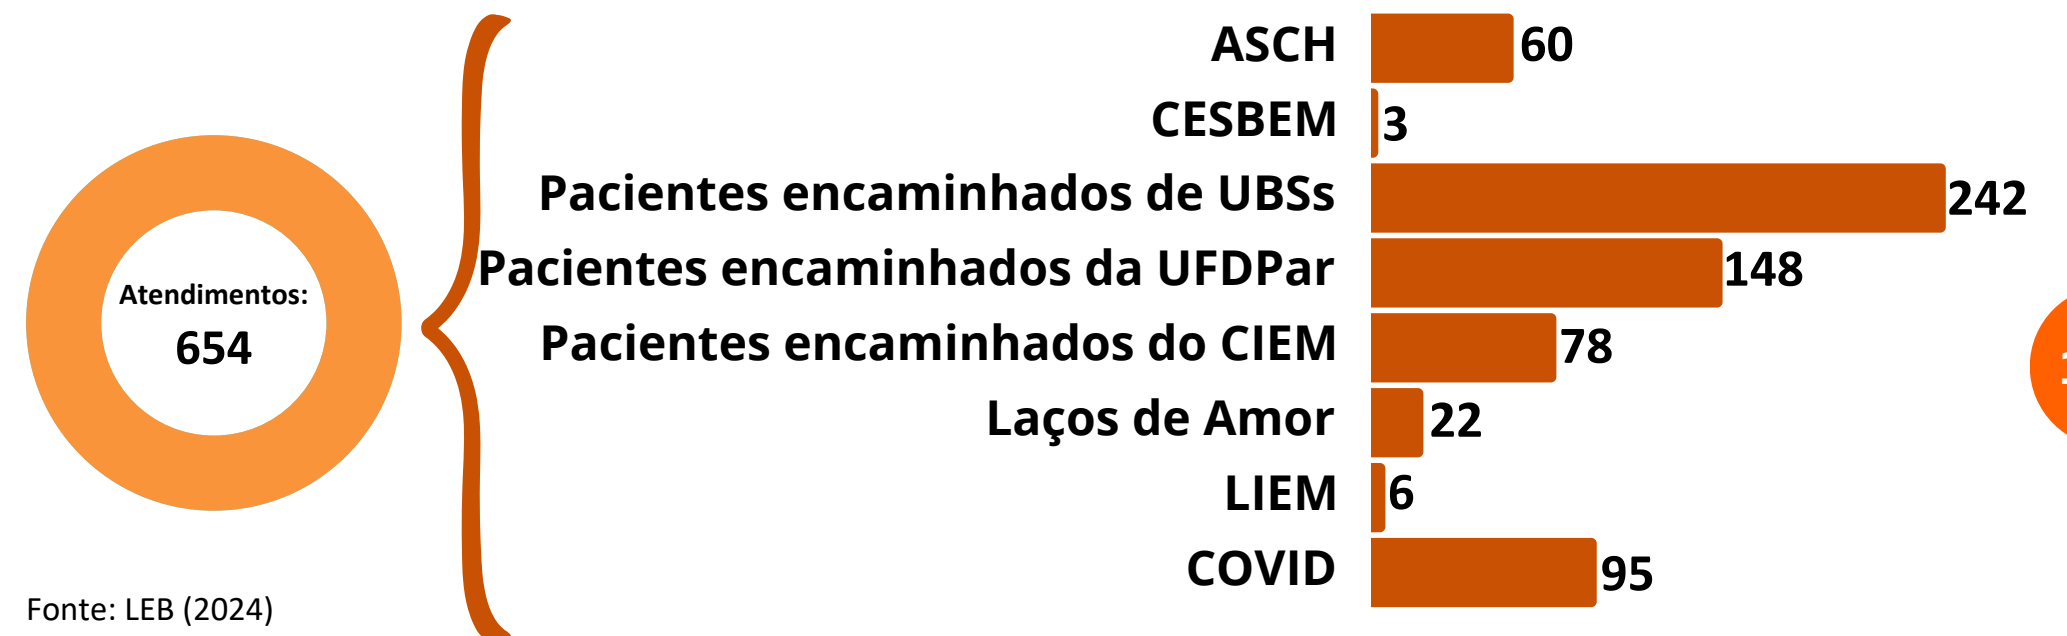 Atendimentos:
654
ASCH 60
CESBEM 3
Pacientes encaminhados de UBSs 242
Pacientes encaminhados da UFDPar 148
Pacientes encaminhados do CIEM 78
Laços de Amor 22
LIEM 6
COVID 95
Fonte: LEB (2024)